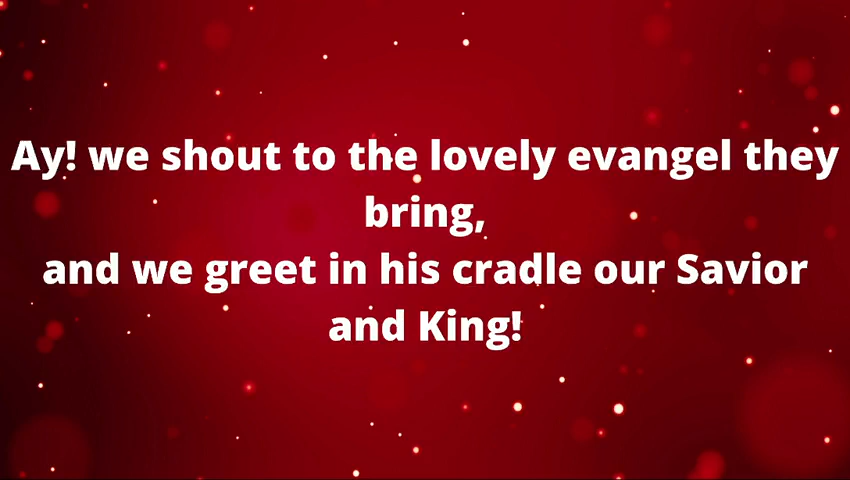 Ay! we shout to the lovely evangel they
bring,
and we greet in his cradle our Savior
and King!